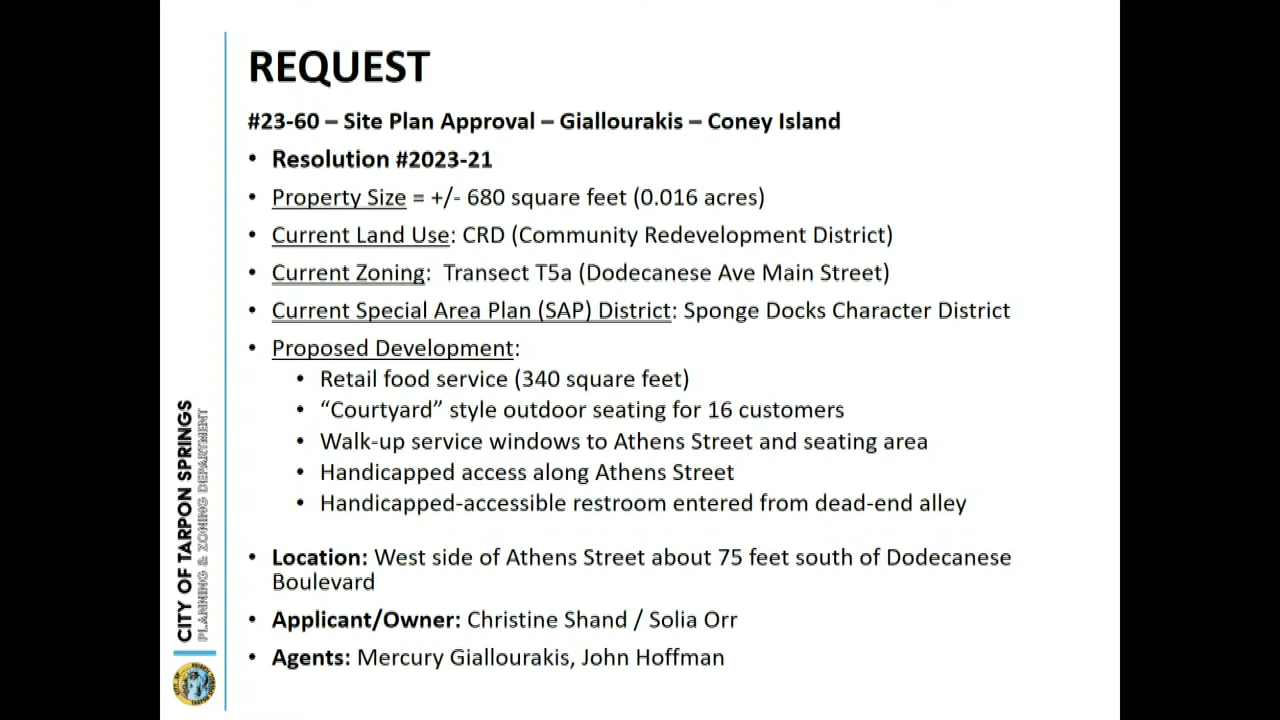 REQUEST
#23-60 – Site Plan Approval – Giallourakis – Coney Island
• Resolution #2023-21
• Property Size = +/- 680 square feet (0.016 acres)
• Current Land Use: CRD (Community Redevelopment District)
• Current Zoning:  Transect T5a (Dodecanese Ave Main Street)
• Current Special Area Plan (SAP) District: Sponge Docks Character District
• Proposed Development:
• Retail food service (340 square feet)
• “Courtyard” style outdoor seating for 16 customers
• Walk-up service windows to Athens Street and seating area
• Handicapped access along Athens Street
• Handicapped-accessible restroom entered from dead-end alley
• Location: West side of Athens Street about 75 feet south of Dodecanese
Boulevard
• Applicant/Owner: Christine Shand / Solia Orr
• Agents: Mercury Giallourakis, John Hoffman
CITY OF TARPON SPRINGS
PLANNING & ZONING DEPARTMENT